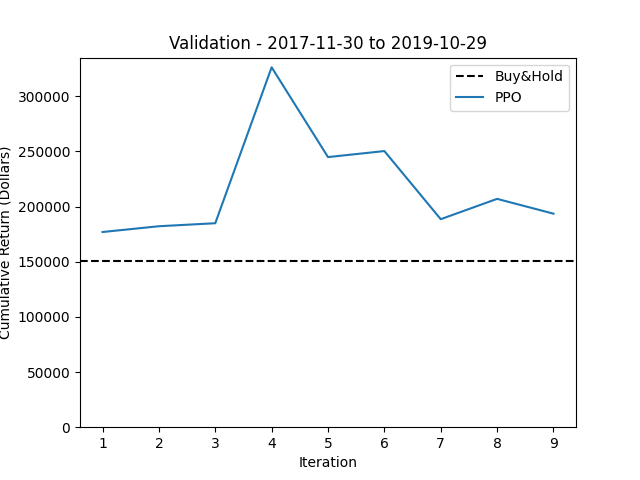 Validation - 2017-11-30 to 2019-10-29
Buy&Hold
PPO
Cumulative Return (Dollars)
300000
250000
200000
150000
100000
50000
0
1 2 3 4 5 6 7 8 9
Iteration